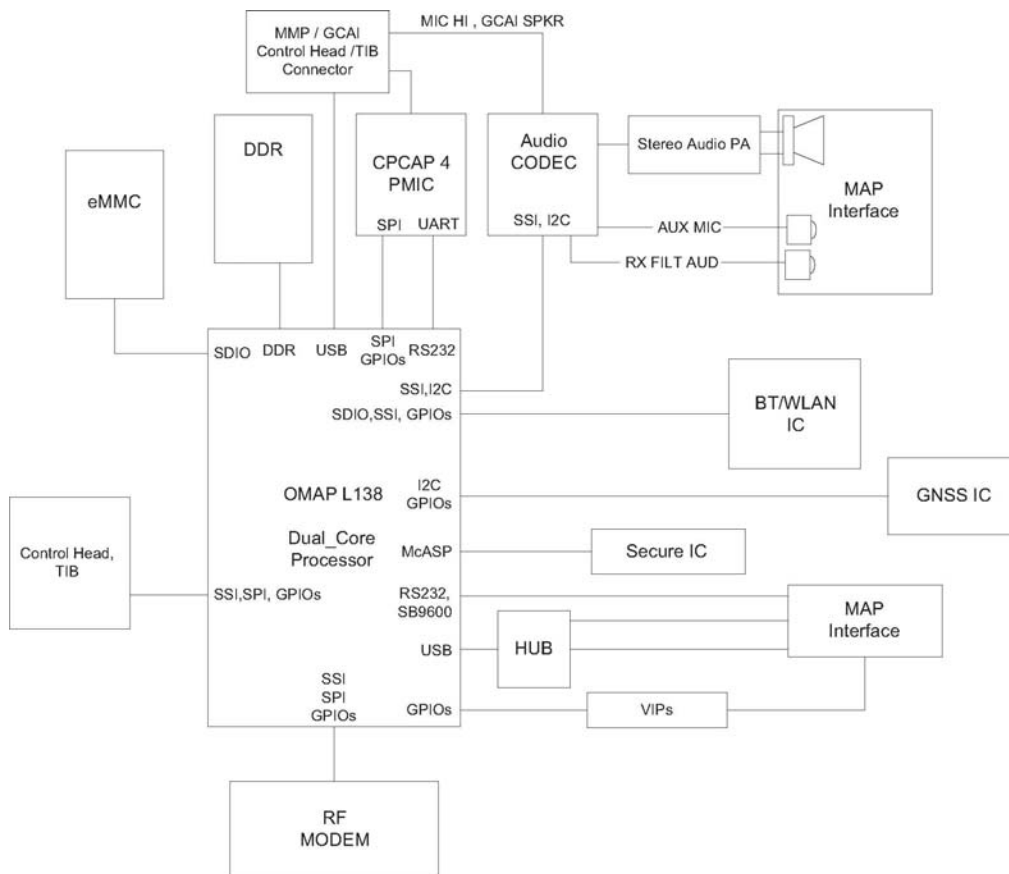 MMP / GCAI
Control Head /TIB
Connector
MIC HI , GCAI SPKR
DDR
CPCAP 4
PMIC
SPI
UART
Audio
CODEC
SSI, I2C
Stereo Audio PA
MAP
Interface
eMMC
AUX MIC
RX FILT AUD
SDIO
DDR
USB
SPI
GPIOs
RS232
SSI,I2C
SDIO,SSI, GPIOs
BT/WLAN
IC
OMAP L138
Dual_Core
Processor
I2C
GPIOs
GNSS IC
Control Head,
TIB
SSI,SPI, GPIOs
McASP
Secure IC
RS232,
SB9600
MAP
Interface
USB
HUB
SSI
SPI
GPIOs
GPIOs
VIPs
RF
MODEM